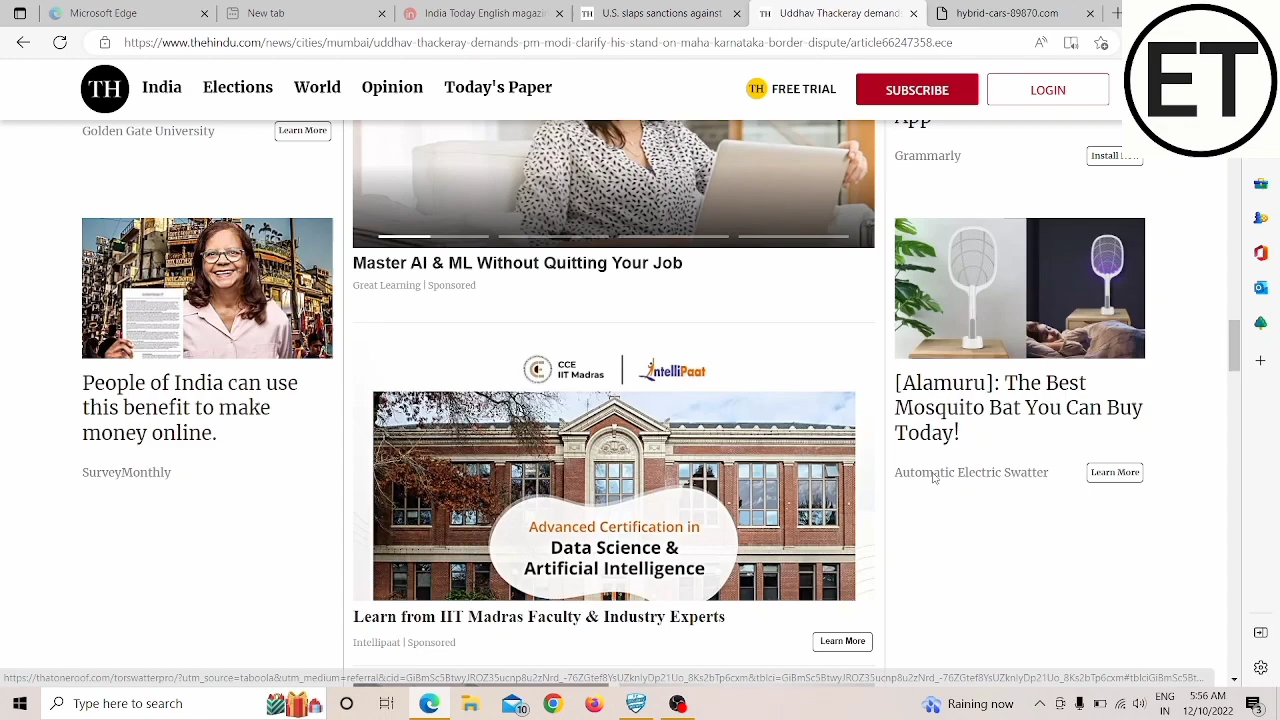 Entertainmen
New Tab
India Today Entertainmen
U.S. slaps sanctions against
Uddhav Thackeray demand
hybrid-cars-89870.com
https://www.thehindu.com/news/cities/mumbai/uddhav-thackeray-demands-pm-modi-clarify-his-stand-on-maha-karnataka-border-dispute/article66247358.ece
ET
TH
India
Elections
World
Opinion
Today's Paper
TH FREE TRIAL
SUBSCRIBE
LOGIN
Golden Gate University
Learn More
App
Grammarly
Install
Master AI & ML Without Quitting Your Job
Great Learning | Sponsored
CCE
IIT Madras
IntelliPaat
People of India can use
this benefit to make
money online.
SurveyMonthly
[Alamuru]: The Best
Mosquito Bat You Can Buy
Today!
Automatic Electric Swatter
Learn More
Advanced Certification in
Data Science &
Artificial Intelligence
Learn from IIT Madras Faculty & Industry Experts
Intellipaat | Sponsored
Learn More
Type here to search
10
Raining now
ENG
IN
5:56 AM
12/10/2022
3